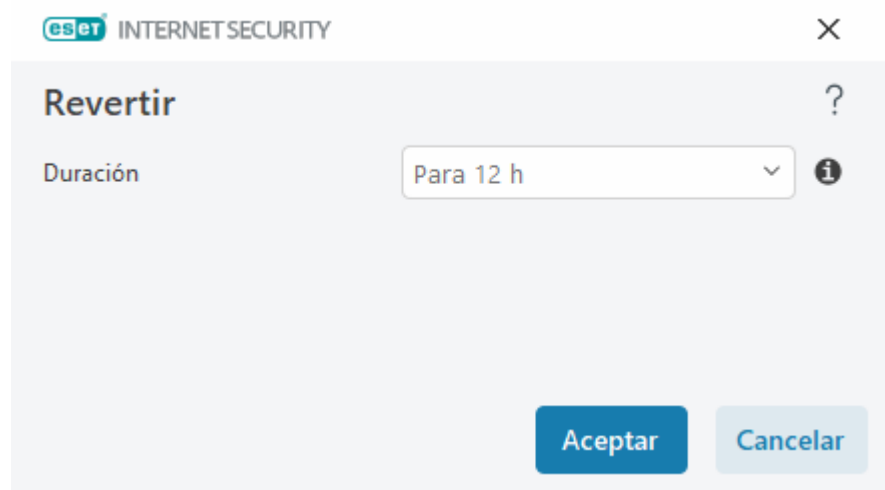 eset INTERNET SECURITY
Revertir
?
Duración
Para 12 h
Aceptar
Cancelar